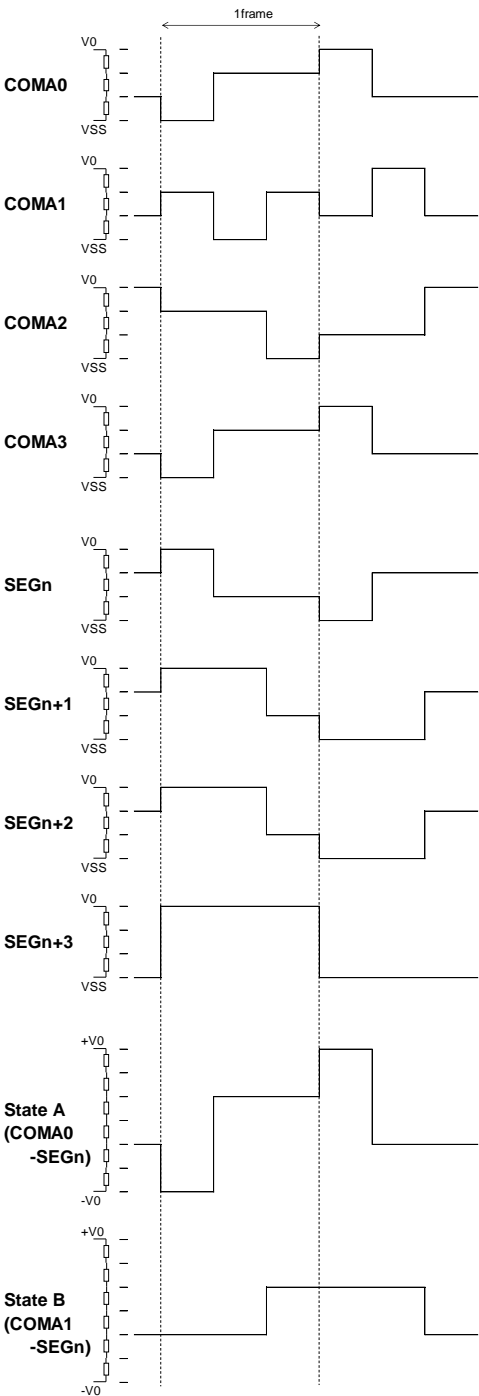 1frame
V0
COMA0
VSS
V0
COMA1
VSS
V0
COMA2
VSS
V0
COMA3
VSS
V0
SEGn
VSS
V0
SEGn+1
VSS
V0
SEGn+2
VSS
V0
SEGn+3
VSS
+V0
State A
(COMA0
-SEGn)
-V0
+V0
State B
(COMA1
-SEGn)
-V0